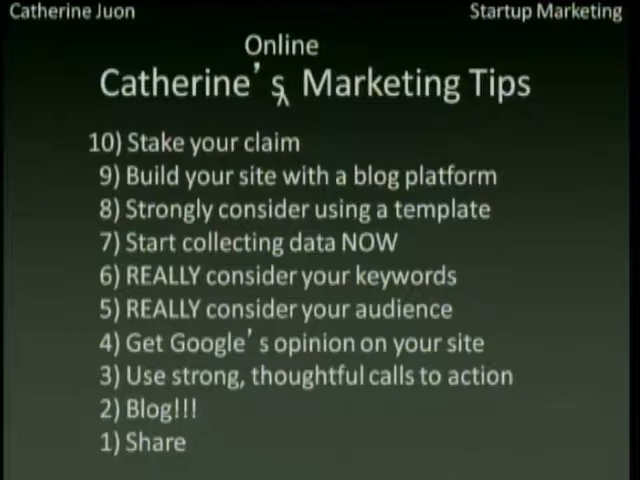 Catherine Juon
Startup Marketing
Online
Catherine's Marketing Tips
10) Stake your claim
9) Build your site with a blog platform
8) Strongly consider using a template
7) Start collecting data NOW
6) REALLY consider your keywords
5) REALLY consider your audience
4) Get Google's opinion on your site
3) Use strong, thoughtful calls to action
2) Blog!!!
1) Share